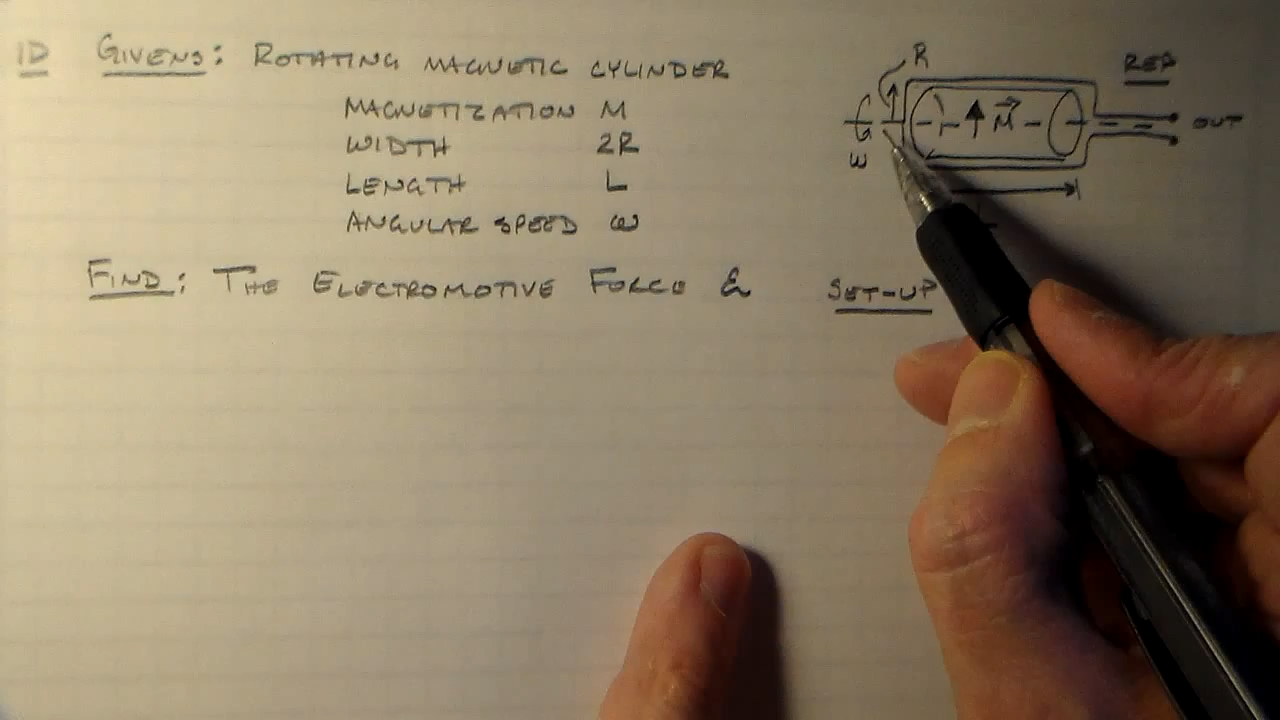 ID GIVENS: ROTATING MAGNETIC CYLINDER
MAGNETIZATION M
WIDTH 2R
LENGTH L
ANGULAR SPEED ω
FIND: THE ELECTROMOTIVE FORCE &
R
REP
M⃗
OUT
ω
SET-UP